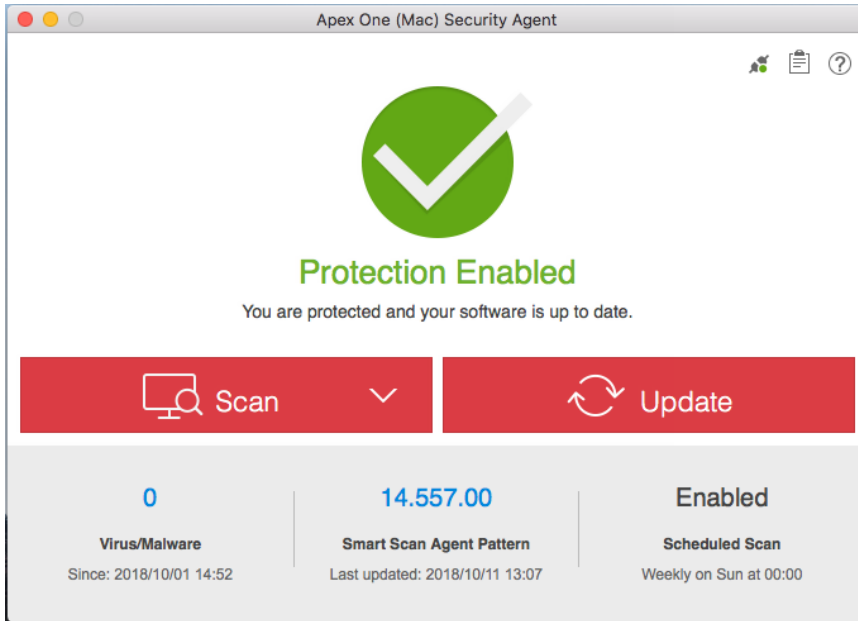 Apex One (Mac) Security Agent
Protection Enabled
You are protected and your software is up to date.
Scan
Update
0
Virus/Malware
Since: 2018/10/01 14:52
14.557.00
Smart Scan Agent Pattern
Last updated: 2018/10/11 13:07
Enabled
Scheduled Scan
Weekly on Sun at 00:00